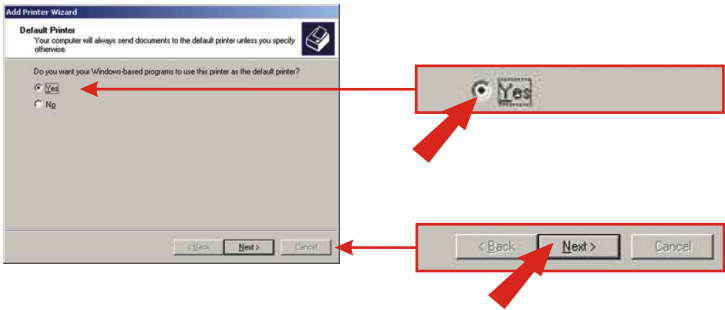 Add Printer Wizard
Default Printer
Your computer will always send documents to the default printer unless you specify
otherwise.
Do you want your Windows-based programs to use this printer as the default printer?
Yes
No
< Back
Next >
Cancel
Yes
< Back
Next >
Cancel